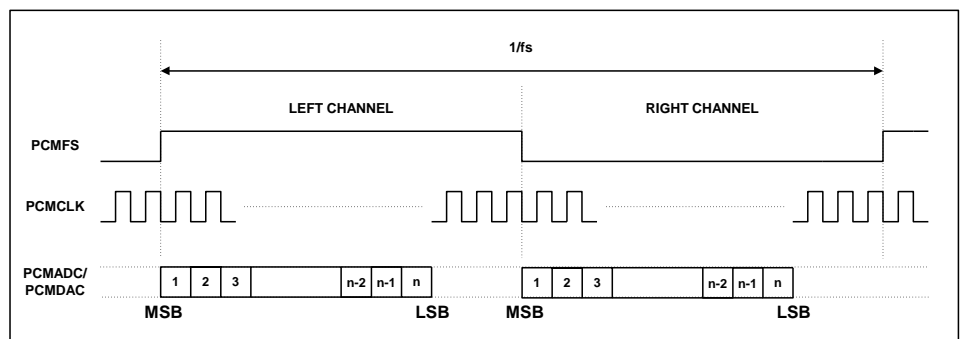 1/fs
LEFT CHANNEL RIGHT CHANNEL
PCMFS
PCMCLK
PCMADC/
PCMDAC
1 2 3 n-2 n-1 n 1 2 3 n-2 n-1 n
MSB LSB MSB LSB